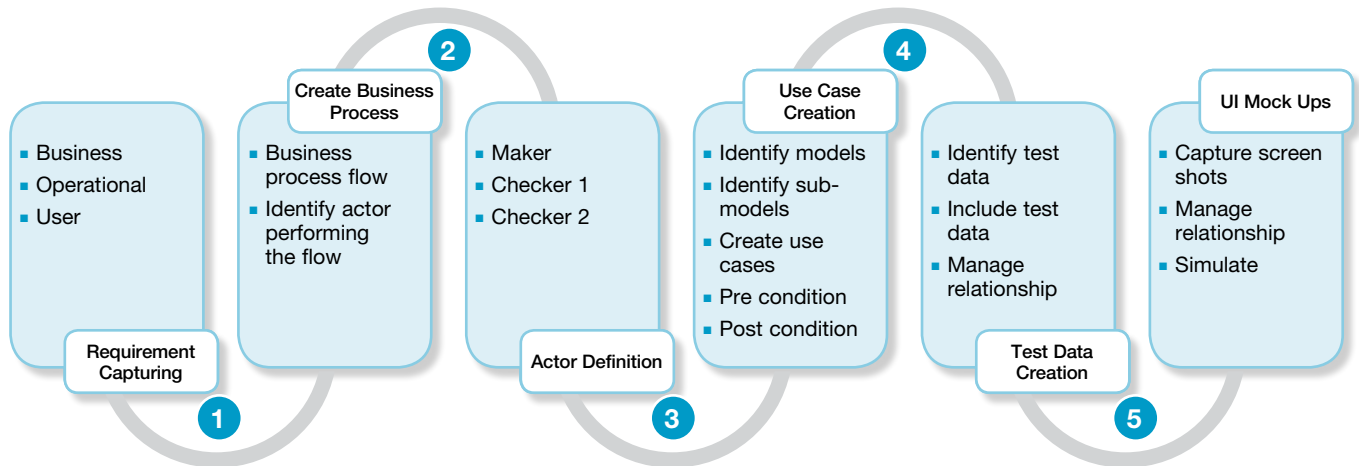 Business
Operational
User
Requirement
Capturing
1
Create Business
Process
Business
process flow
Identify actor
performing
the flow
2
Maker
Checker 1
Checker 2
Actor Definition
3
Use Case
Creation
Identify models
Identify sub-
models
Create use
cases
Pre condition
Post condition
4
Identify test
data
Include test
data
Manage
relationship
Test Data
Creation
5
UI Mock Ups
Capture screen
shots
Manage
relationship
Simulate